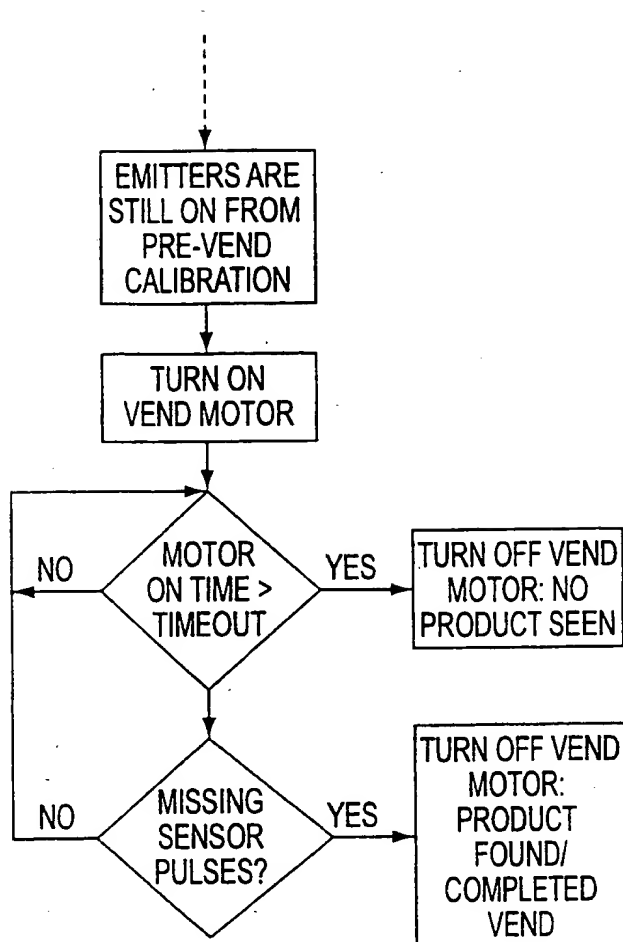 EMITTERS ARE
STILL ON FROM
PRE-VEND
CALIBRATION
TURN ON
VEND MOTOR
MOTOR
ON TIME >
TIMEOUT
NO
YES
TURN OFF VEND
MOTOR: NO
PRODUCT SEEN
MISSING
SENSOR
PULSES?
NO
YES
TURN OFF VEND
MOTOR:
PRODUCT
FOUND/
COMPLETED
VEND